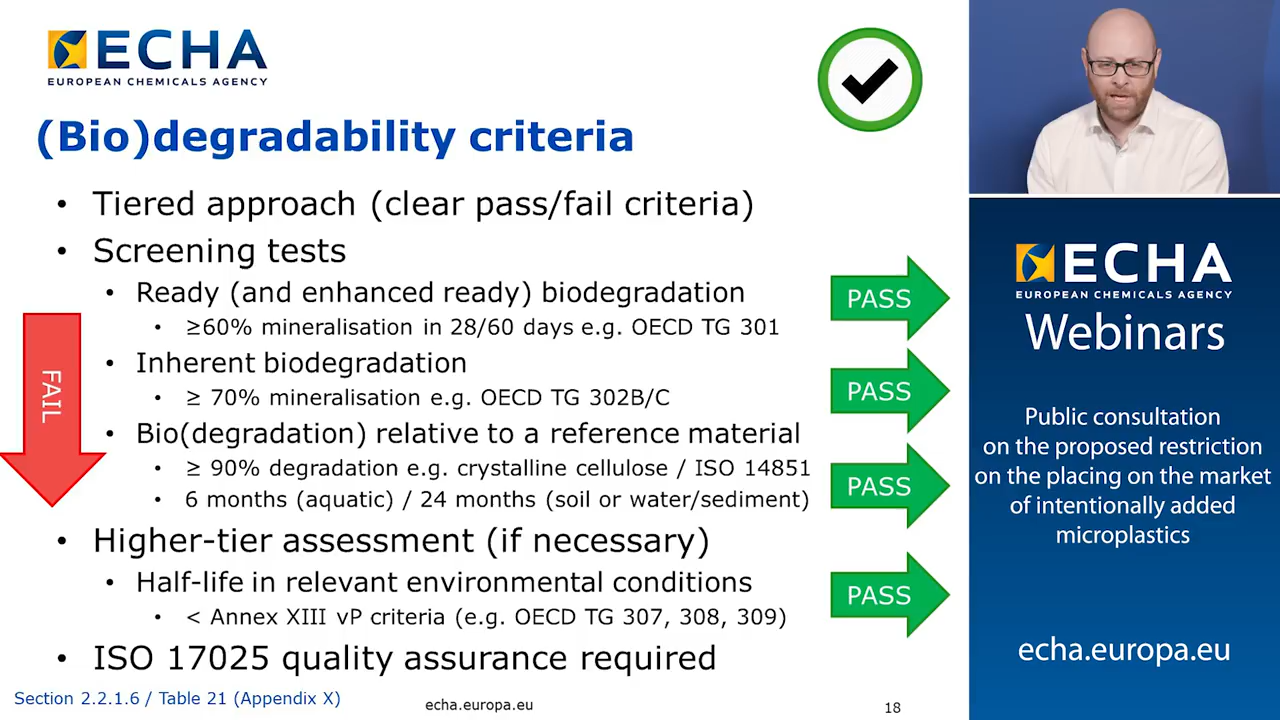 ECHA
EUROPEAN CHEMICALS AGENCY
(Bio)degradability criteria
• Tiered approach (clear pass/fail criteria)
• Screening tests
• Ready (and enhanced ready) biodegradation
• ≥60% mineralisation in 28/60 days e.g. OECD TG 301
• Inherent biodegradation
• ≥ 70% mineralisation e.g. OECD TG 302B/C
• Bio(degradation) relative to a reference material
• ≥ 90% degradation e.g. crystalline cellulose / ISO 14851
• 6 months (aquatic) / 24 months (soil or water/sediment)
• Higher-tier assessment (if necessary)
• Half-life in relevant environmental conditions
• < Annex XIII vP criteria (e.g. OECD TG 307, 308, 309)
• ISO 17025 quality assurance required
FAIL
PASS
PASS
PASS
PASS
Section 2.2.1.6 / Table 21 (Appendix X)
echa.europa.eu
18
ECHA
EUROPEAN CHEMICALS AGENCY
Webinars
Public consultation
on the proposed restriction
on the placing on the market
of intentionally added
microplastics
echa.europa.eu